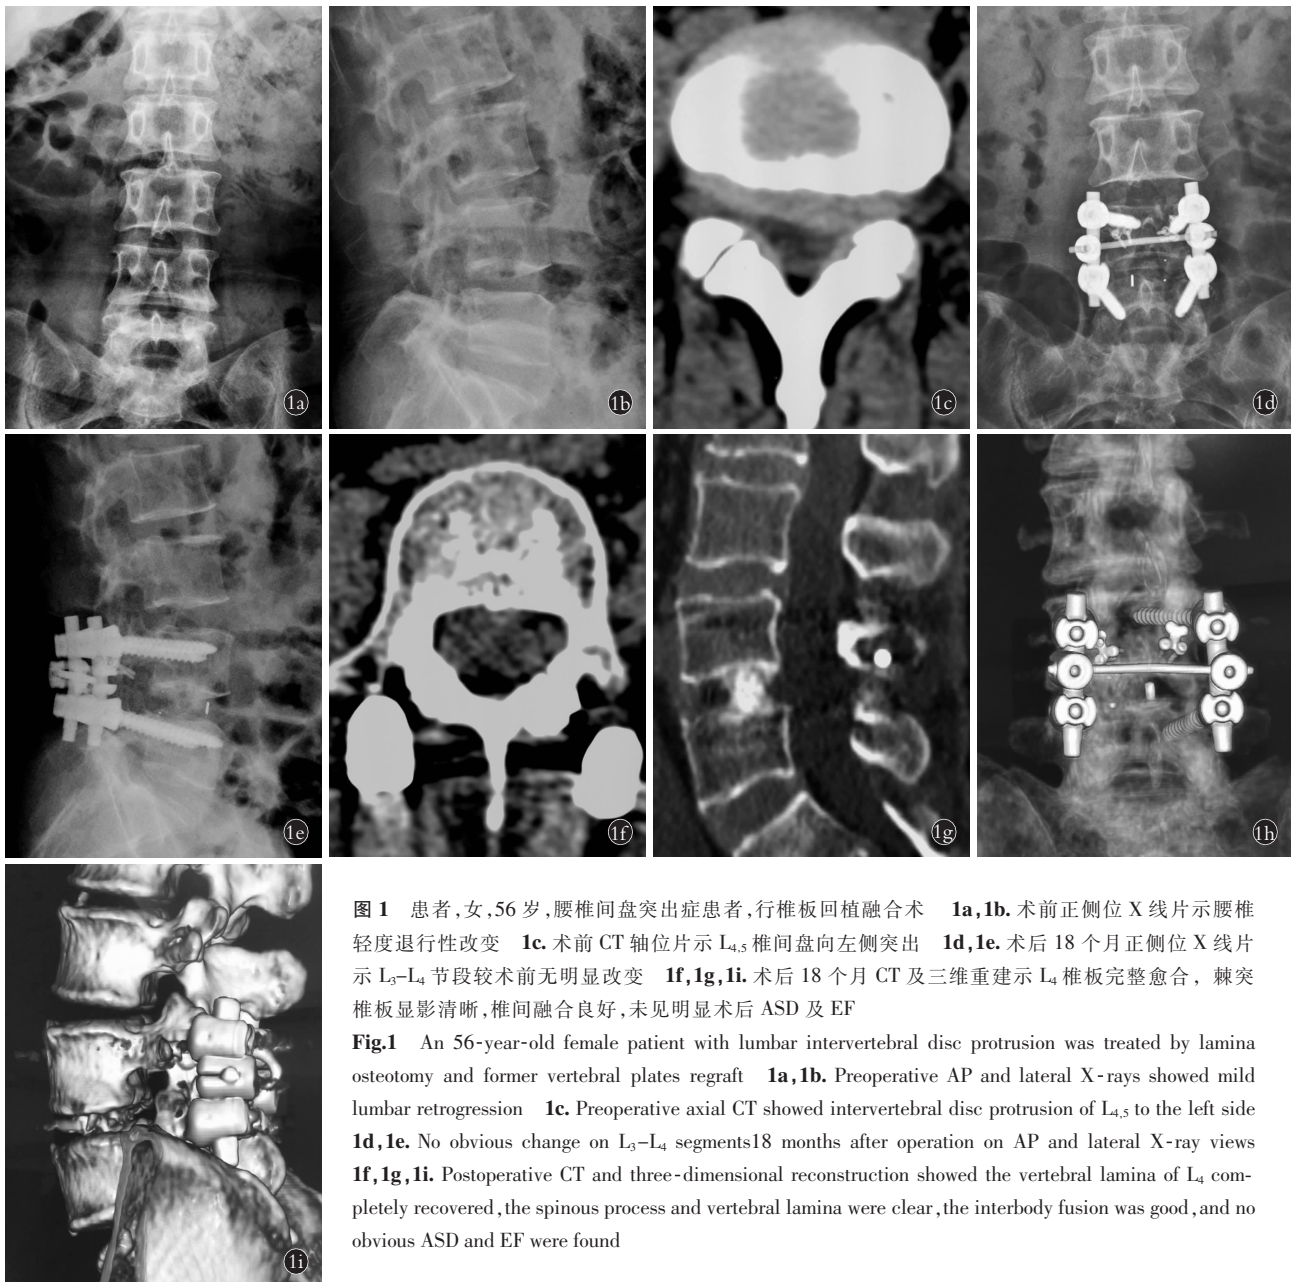 1a
1b
1c
1d
1e
1f
1g
1h
1i
图 1 患者,女,56 岁,腰椎间盘突出症患者,行椎板回植融合术 1a,1b. 术前正侧位 X 线片示腰椎
轻度退行性改变 1c. 术前 CT 轴位片示 L4,5 椎间盘向左侧突出 1d,1e. 术后 18 个月正侧位 X 线片
示 L3-L4 节段较术前无明显改变 1f,1g,1i. 术后 18 个月 CT 及三维重建示 L4 椎板完整愈合, 棘突
椎板显影清晰,椎间融合良好,未见明显术后 ASD 及 EF
Fig.1 An 56-year-old female patient with lumbar intervertebral disc protrusion was treated by lamina
osteotomy and former vertebral plates regraft 1a,1b. Preoperative AP and lateral X-rays showed mild
lumbar retrogression 1c. Preoperative axial CT showed intervertebral disc protrusion of L4,5 to the left side
1d,1e. No obvious change on L3-L4 segments18 months after operation on AP and lateral X-ray views
1f,1g,1i. Postoperative CT and three-dimensional reconstruction showed the vertebral lamina of L4 com-
pletely recovered,the spinous process and vertebral lamina were clear,the interbody fusion was good,and no
obvious ASD and EF were found